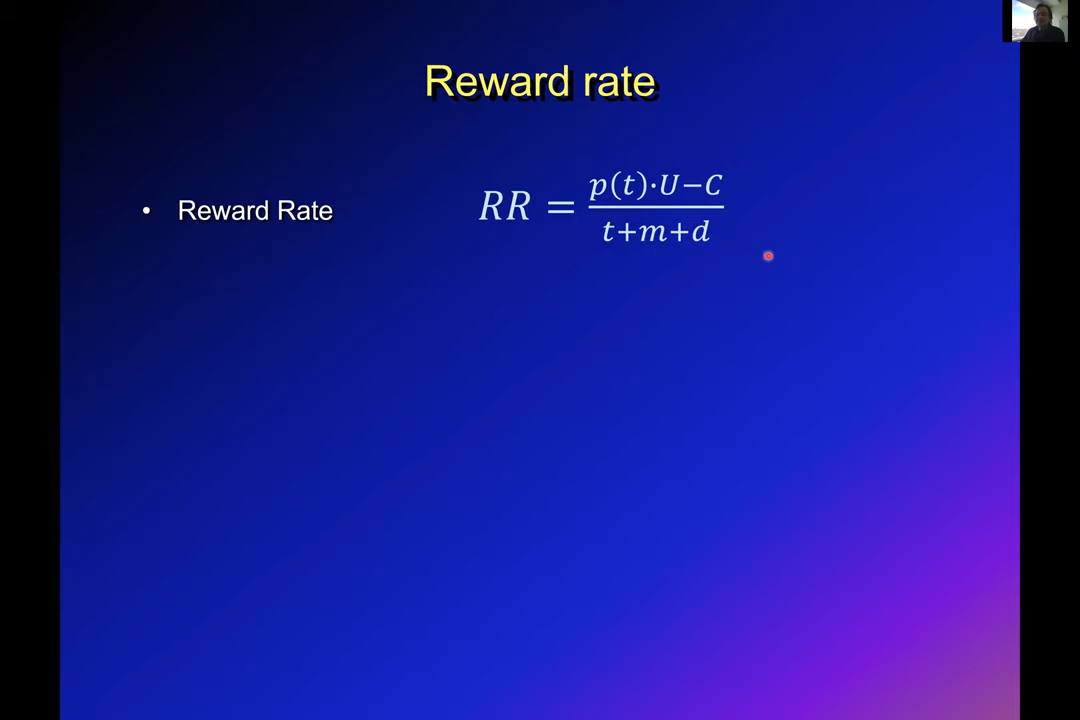 Reward rate
• Reward Rate
RR = p(t)·U−C / t+m+d